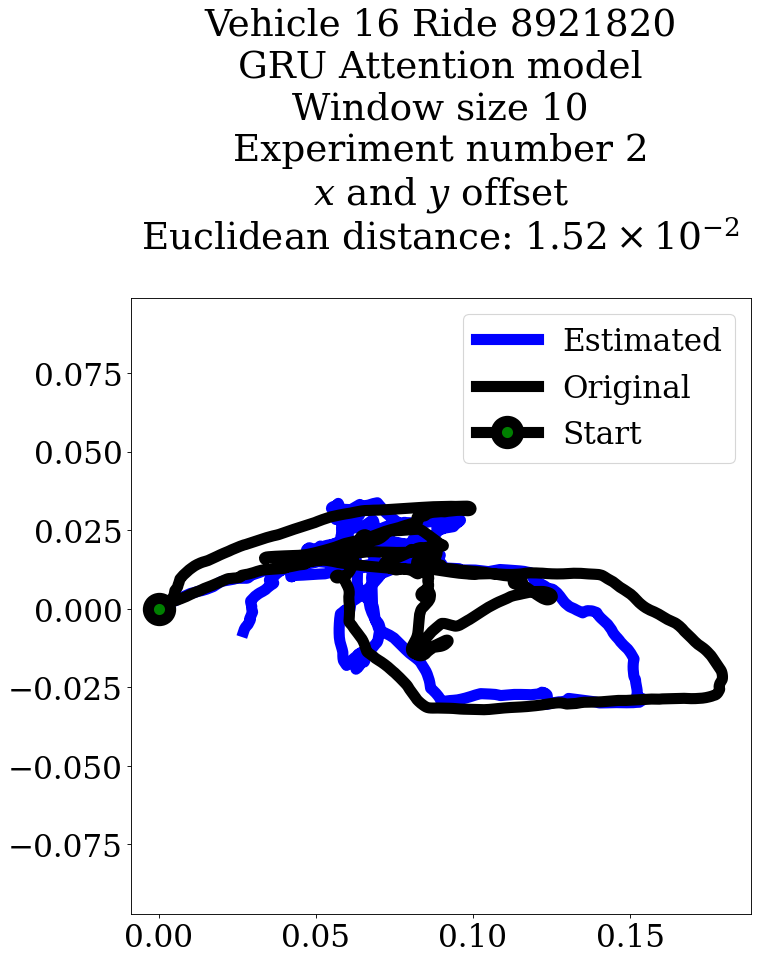 Vehicle 16 Ride 8921820
GRU Attention model
Window size 10
Experiment number 2
x and y offset
Euclidean distance: 1.52 × 10⁻²
Estimated
Original
Start
0.075
0.050
0.025
0.000
−0.025
−0.050
−0.075
0.00 0.05 0.10 0.15